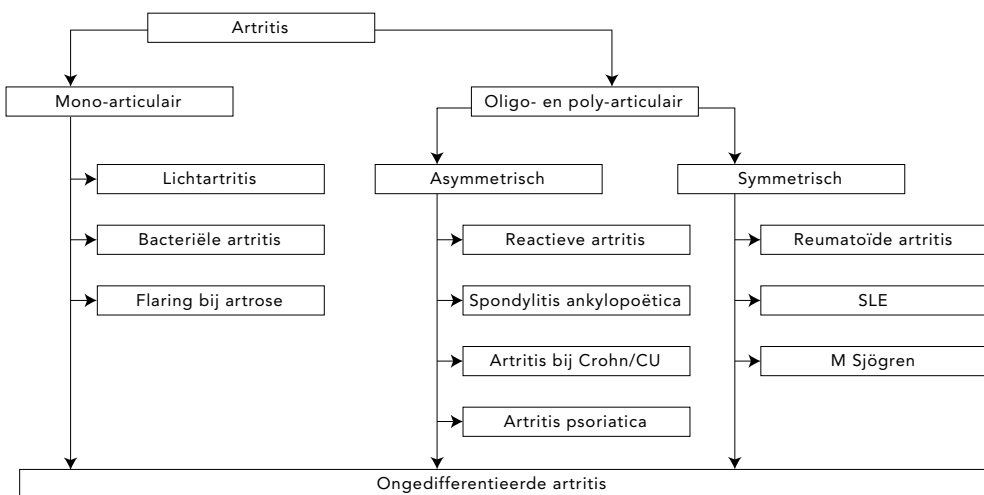 Artritis
Mono-articulair
Oligo- en poly-articulair
Lichtartritis
Asymmetrisch
Symmetrisch
Bacteriële artritis
Reactieve artritis
Reumatoïde artritis
Flaring bij artrose
Spondylitis ankylopoëtica
SLE
Artritis bij Crohn/CU
M Sjögren
Artritis psoriatica
Ongedifferentieerde artritis